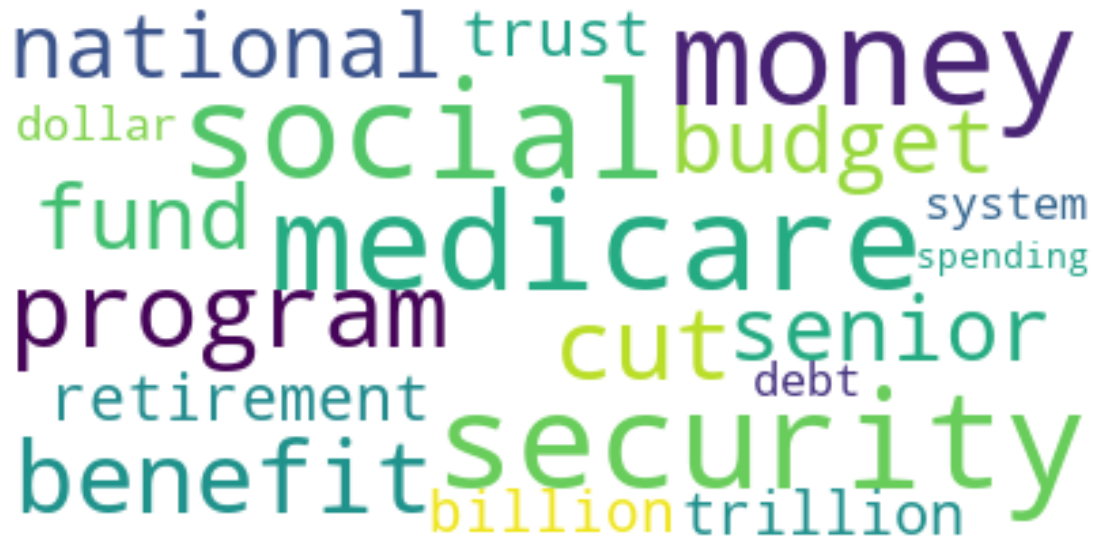 national trust money
dollar social budget
fund medicare system
spending
program cut senior
retirement debt
benefit security
billion trillion